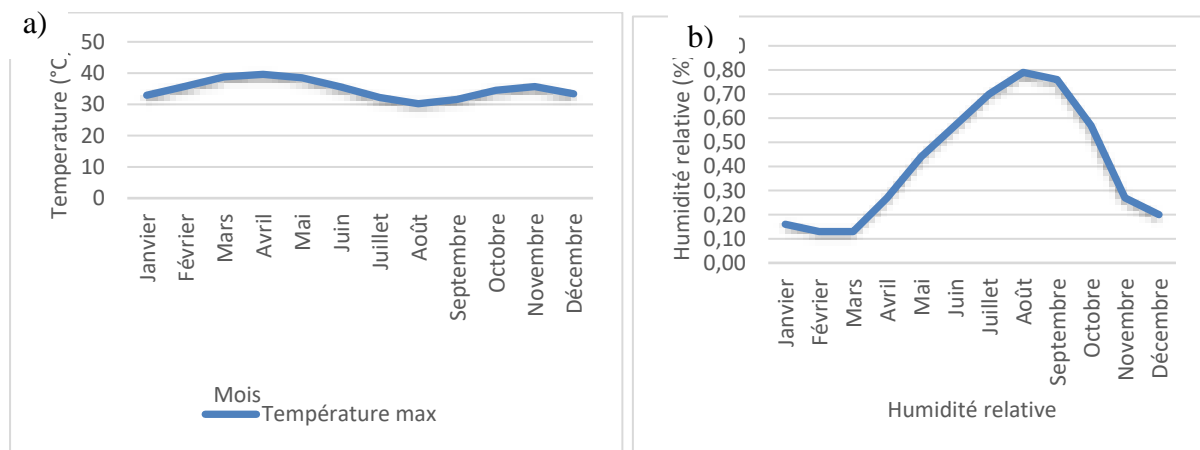 a)
Temperature (°C,
50
40
30
20
10
0
Janvier
Février
Mars
Avril
Mai
Juin
Juillet
Août
Septembre
Octobre
Novembre
Décembre
Mois
Température max
b)
Humidité relative (%)
0,80
0,70
0,60
0,50
0,40
0,30
0,20
0,10
0,00
Janvier
Février
Mars
Avril
Mai
Juin
Juillet
Août
Septembre
Octobre
Novembre
Décembre
Humidité relative